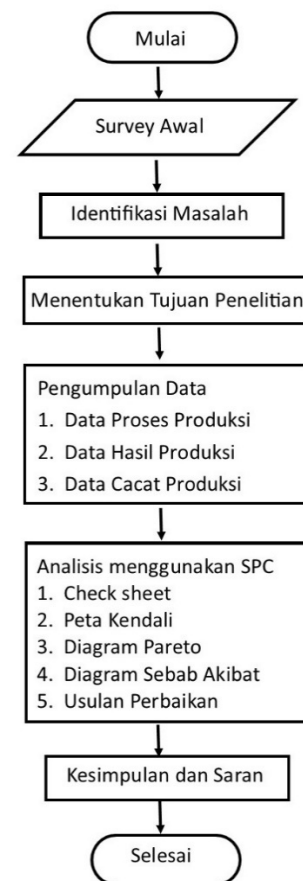 Mulai
Survey Awal
Identifikasi Masalah
Menentukan Tujuan Penelitian
Pengumpulan Data
1. Data Proses Produksi
2. Data Hasil Produksi
3. Data Cacat Produksi
Analisis menggunakan SPC
1. Check sheet
2. Peta Kendali
3. Diagram Pareto
4. Diagram Sebab Akibat
5. Usulan Perbaikan
Kesimpulan dan Saran
Selesai